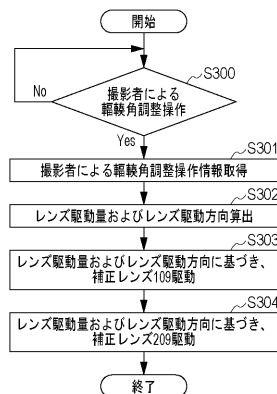 開始
S300
撮影者による
輻輳角調整操作
No
Yes
S301
撮影者による輻輳角調整操作情報取得
S302
レンズ駆動量およびレンズ駆動方向算出
S303
レンズ駆動量およびレンズ駆動方向に基づき、
補正レンズ109駆動
S304
レンズ駆動量およびレンズ駆動方向に基づき、
補正レンズ209駆動
終了